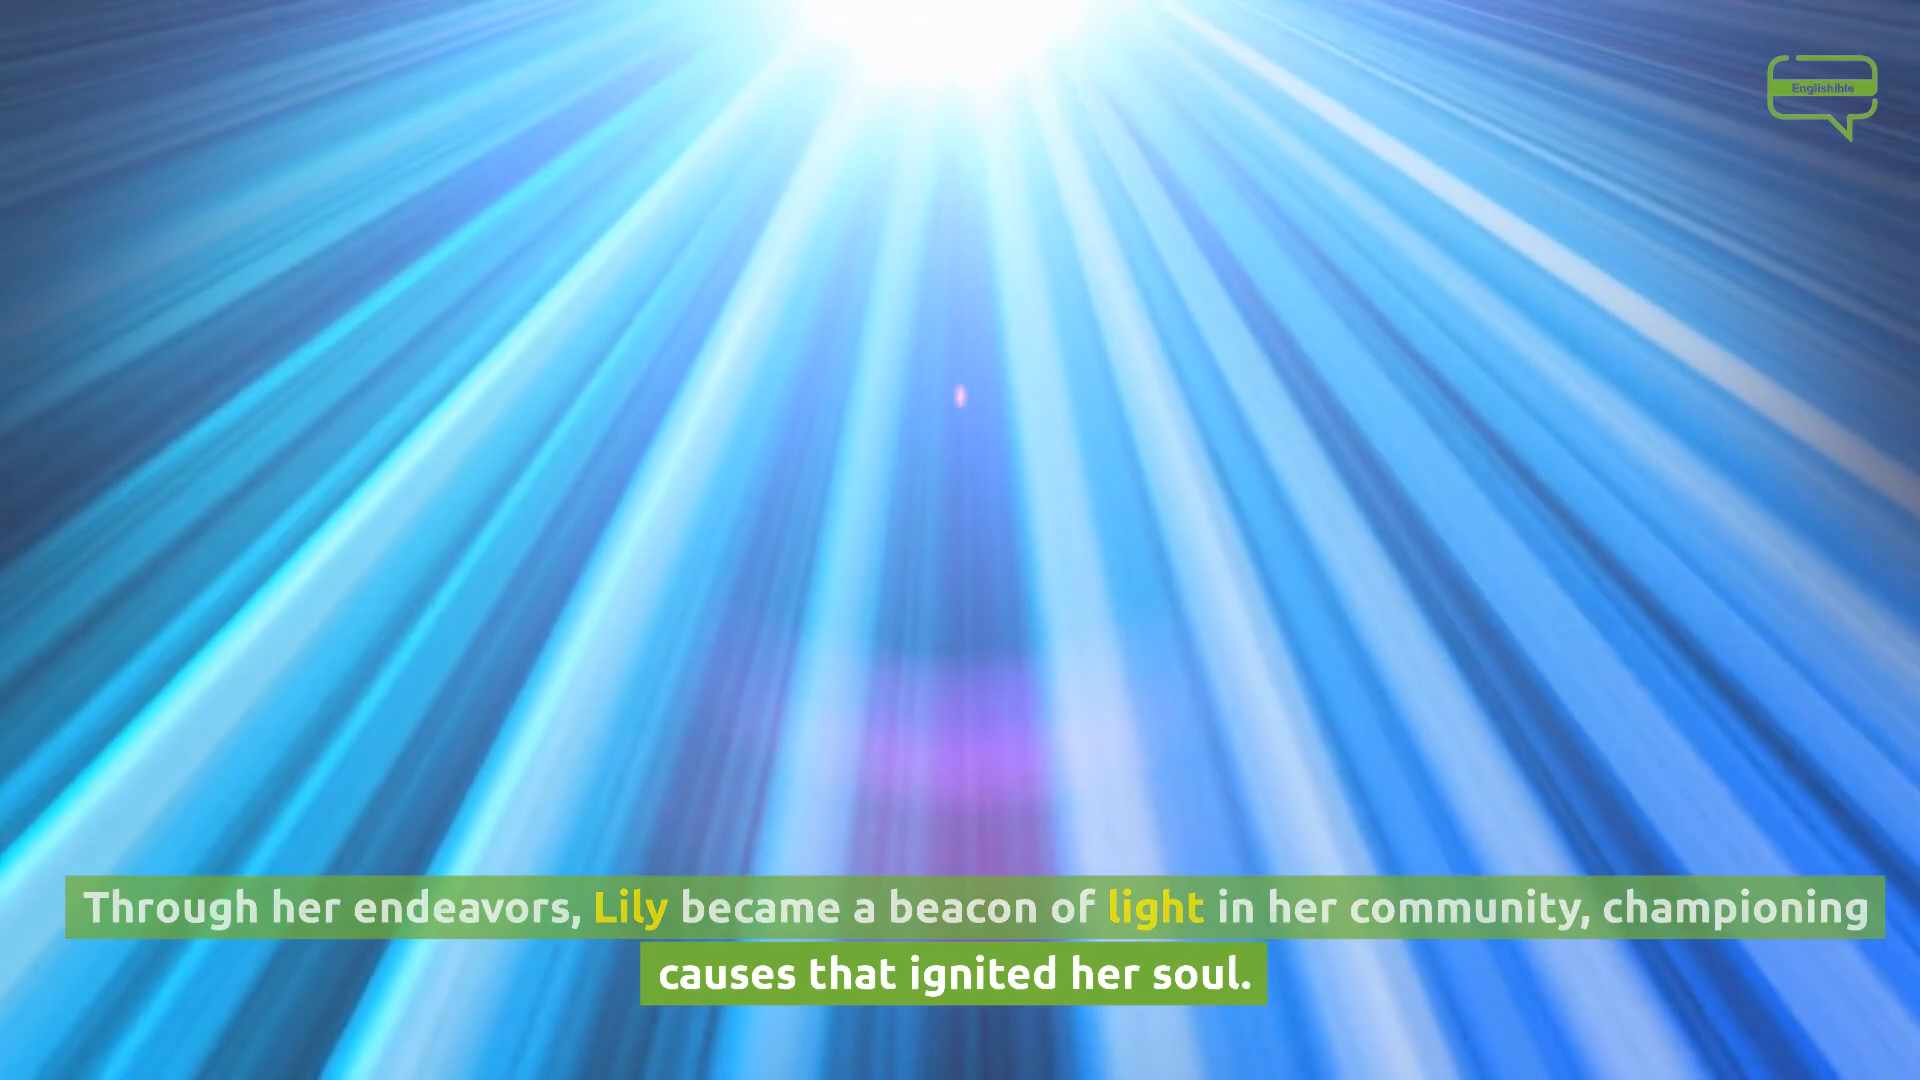 Englishible
Through her endeavors, Lily became a beacon of light in her community, championing
causes that ignited her soul.